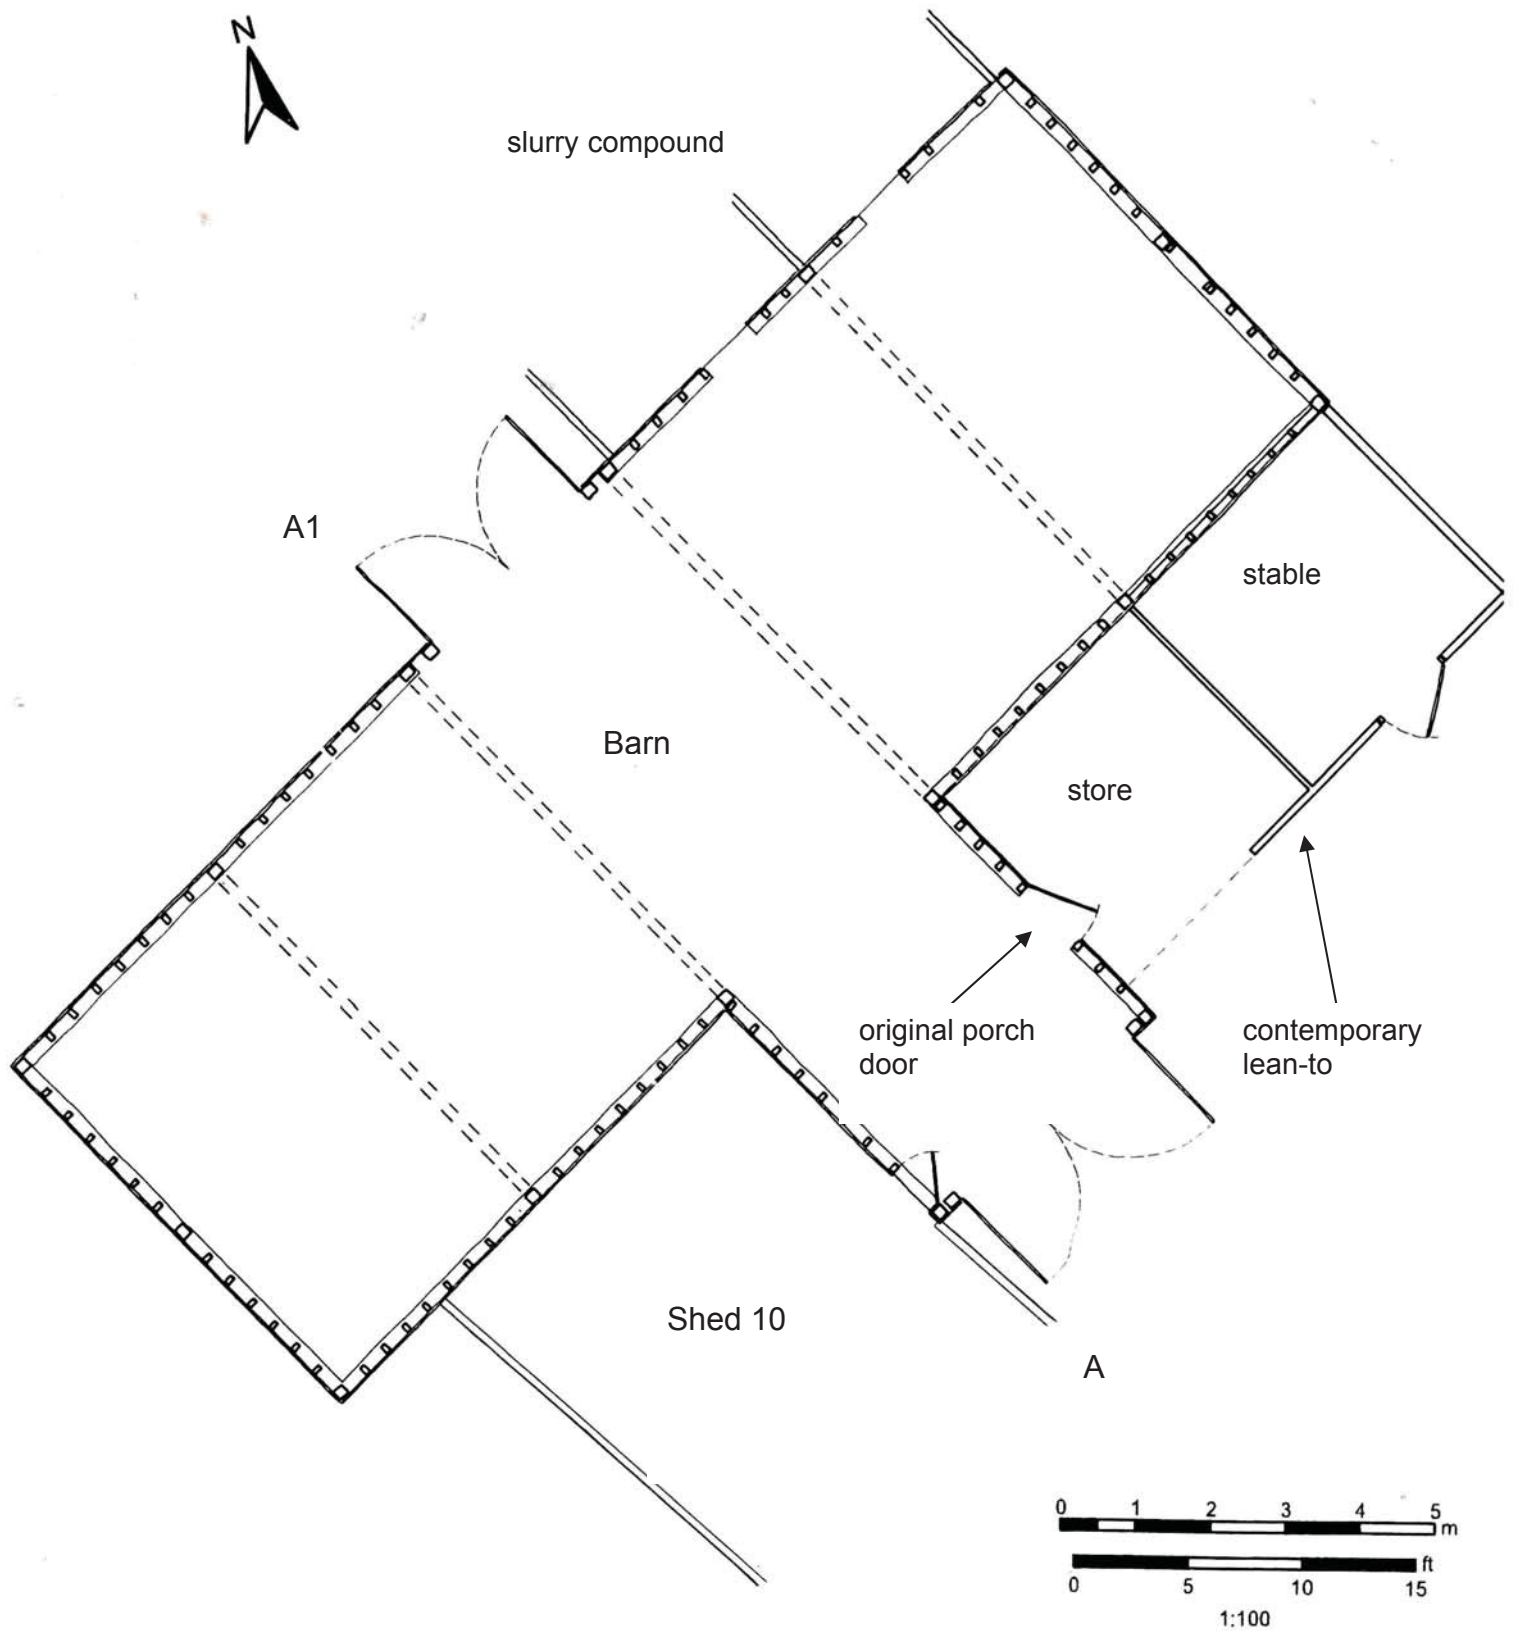 N
slurry compound
A1
stable
Barn
store
original porch
door
contemporary
lean-to
Shed 10
A
0 1 2 3 4 5
m
ft
0 5 10 15
1:100